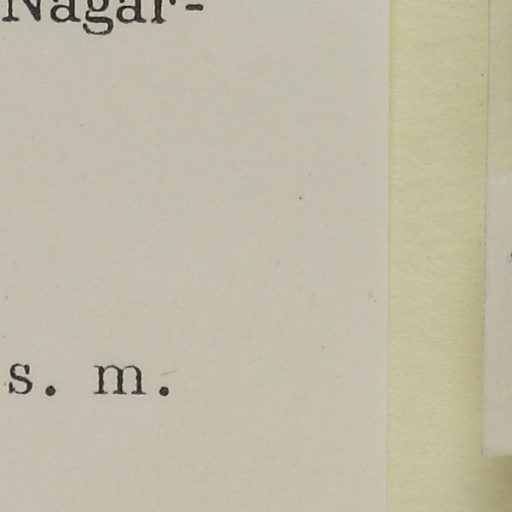 Nagar-
s. m.